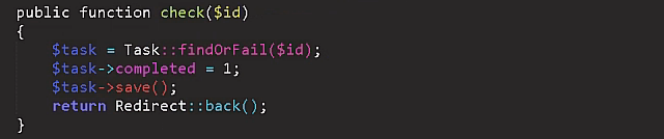 public function check($id)
{
    $task = Task::findOrFail($id);
    $task->completed = 1;
    $task->save();
    return Redirect::back();
}